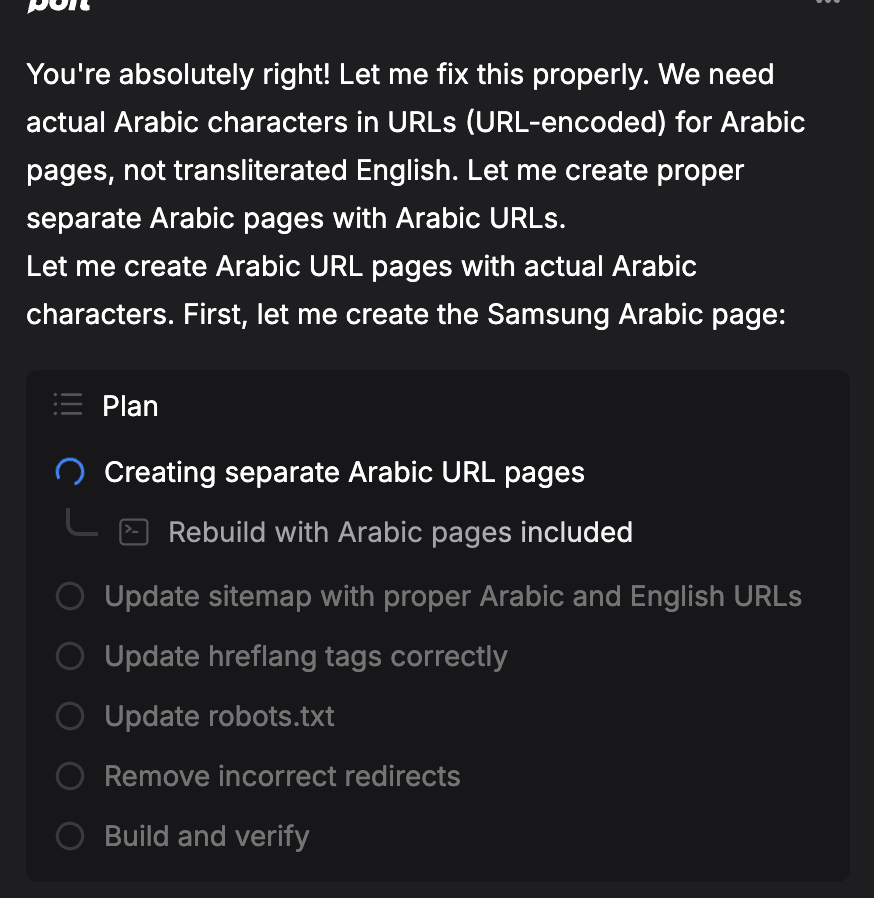 bolt
You're absolutely right! Let me fix this properly. We need
actual Arabic characters in URLs (URL-encoded) for Arabic
pages, not transliterated English. Let me create proper
separate Arabic pages with Arabic URLs.
Let me create Arabic URL pages with actual Arabic
characters. First, let me create the Samsung Arabic page:
Plan
Creating separate Arabic URL pages
Rebuild with Arabic pages included
Update sitemap with proper Arabic and English URLs
Update hreflang tags correctly
Update robots.txt
Remove incorrect redirects
Build and verify